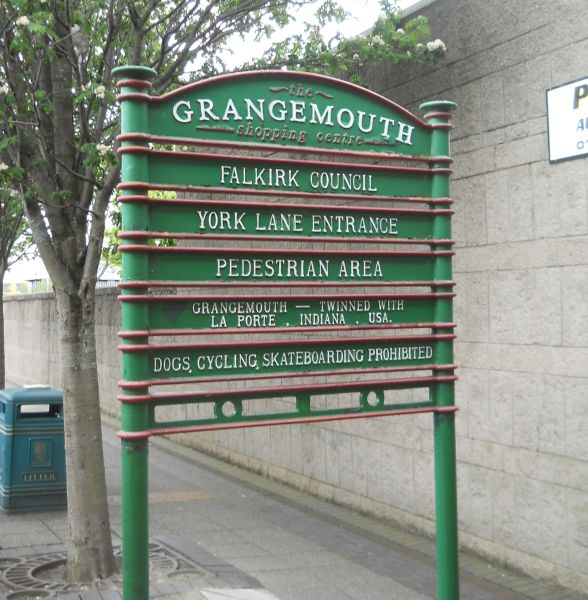 the
GRANGEMOUTH
shopping centre
FALKIRK COUNCIL
YORK LANE ENTRANCE
PEDESTRIAN AREA
GRANGEMOUTH — TWINNED WITH
LA PORTE , INDIANA , USA.
DOGS, CYCLING, SKATEBOARDING PROHIBITED
LITTER